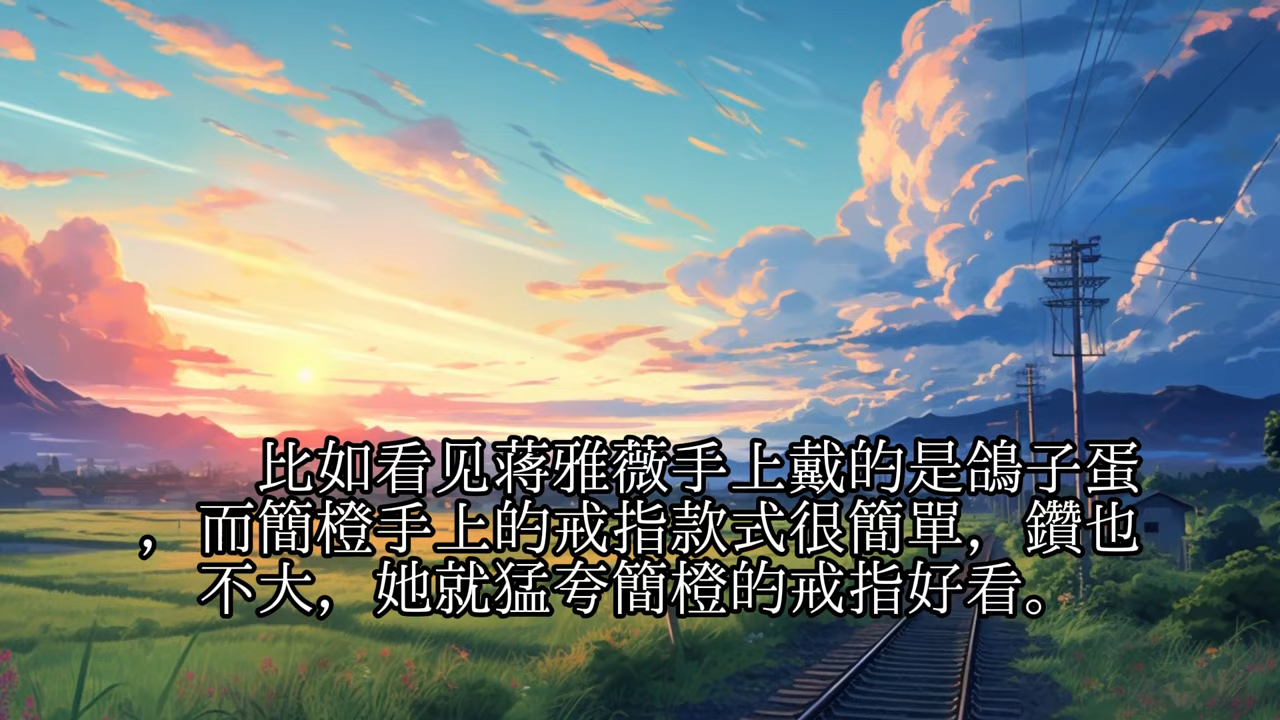 比如看见蒋雅薇手上戴的是鴿子蛋
，而簡橙手上的戒指款式很簡單，鑽也
不大，她就猛夸簡橙的戒指好看。